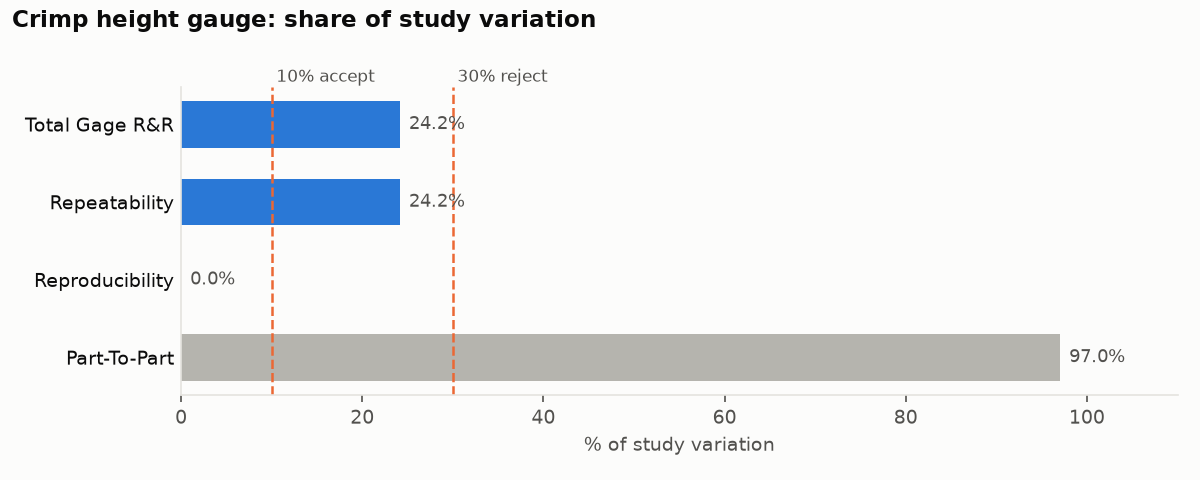 Crimp height gauge: share of study variation
10% accept
30% reject
Total Gage R&R
24.2%
Repeatability
24.2%
Reproducibility
0.0%
Part-To-Part
97.0%
0 20 40 60 80 100
% of study variation